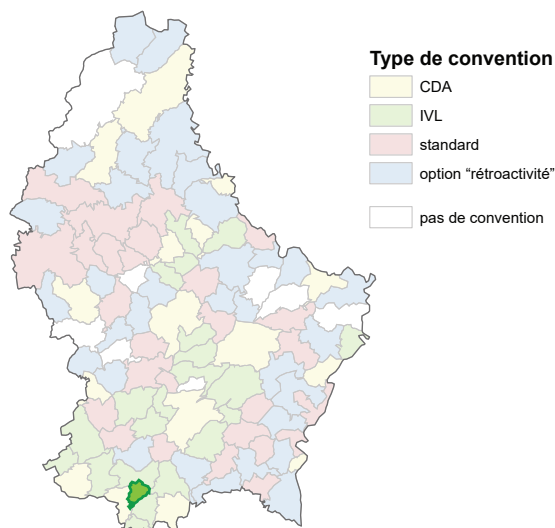 Type de convention
CDA
IVL
standard
option “rétroactivité”
pas de convention